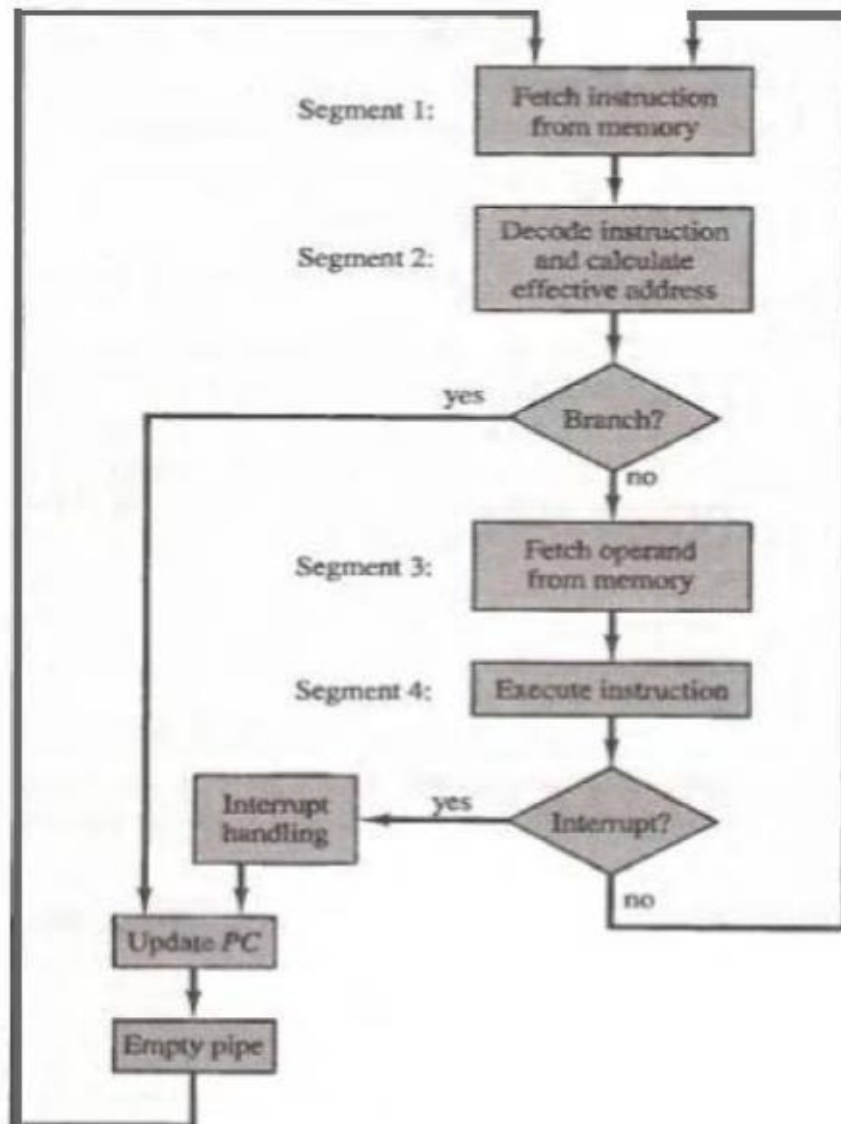 Segment 1:
Fetch instruction
from memory
Segment 2:
Decode instruction
and calculate
effective address
yes
Branch?
no
Segment 3:
Fetch operand
from memory
Segment 4:
Execute instruction
Interrupt
handling
yes
Interrupt?
no
Update PC
Empty pipe